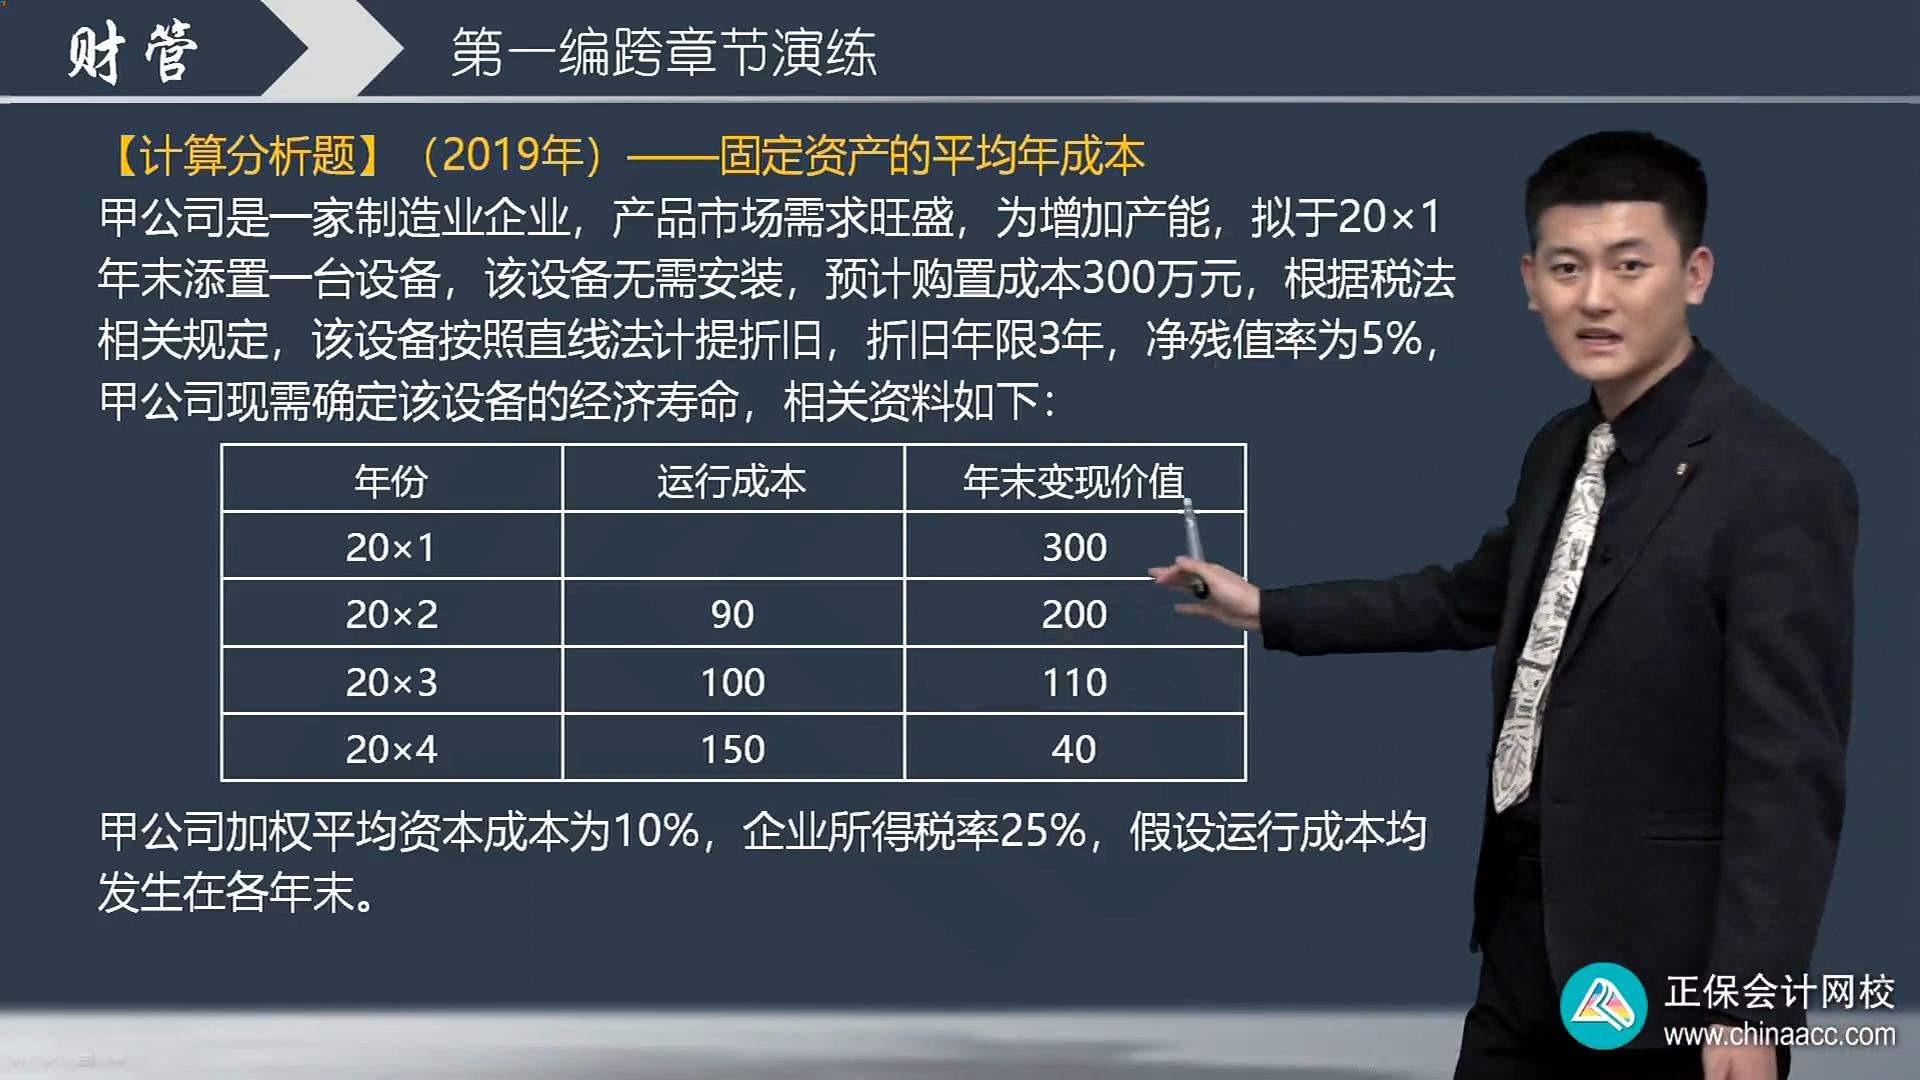 财管
第一编跨章节演练
【计算分析题】（2019年）——固定资产的平均年成本
甲公司是一家制造业企业，产品市场需求旺盛，为增加产能，拟于20×1
年末添置一台设备，该设备无需安装，预计购置成本300万元，根据税法
相关规定，该设备按照直线法计提折旧，折旧年限3年，净残值率为5%，
甲公司现需确定该设备的经济寿命，相关资料如下：
年份 运行成本 年末变现价值
20×1 300
20×2 90 200
20×3 100 110
20×4 150 40
甲公司加权平均资本成本为10%，企业所得税率25%，假设运行成本均
发生在各年末。
正保会计网校
www.chinaacc.com